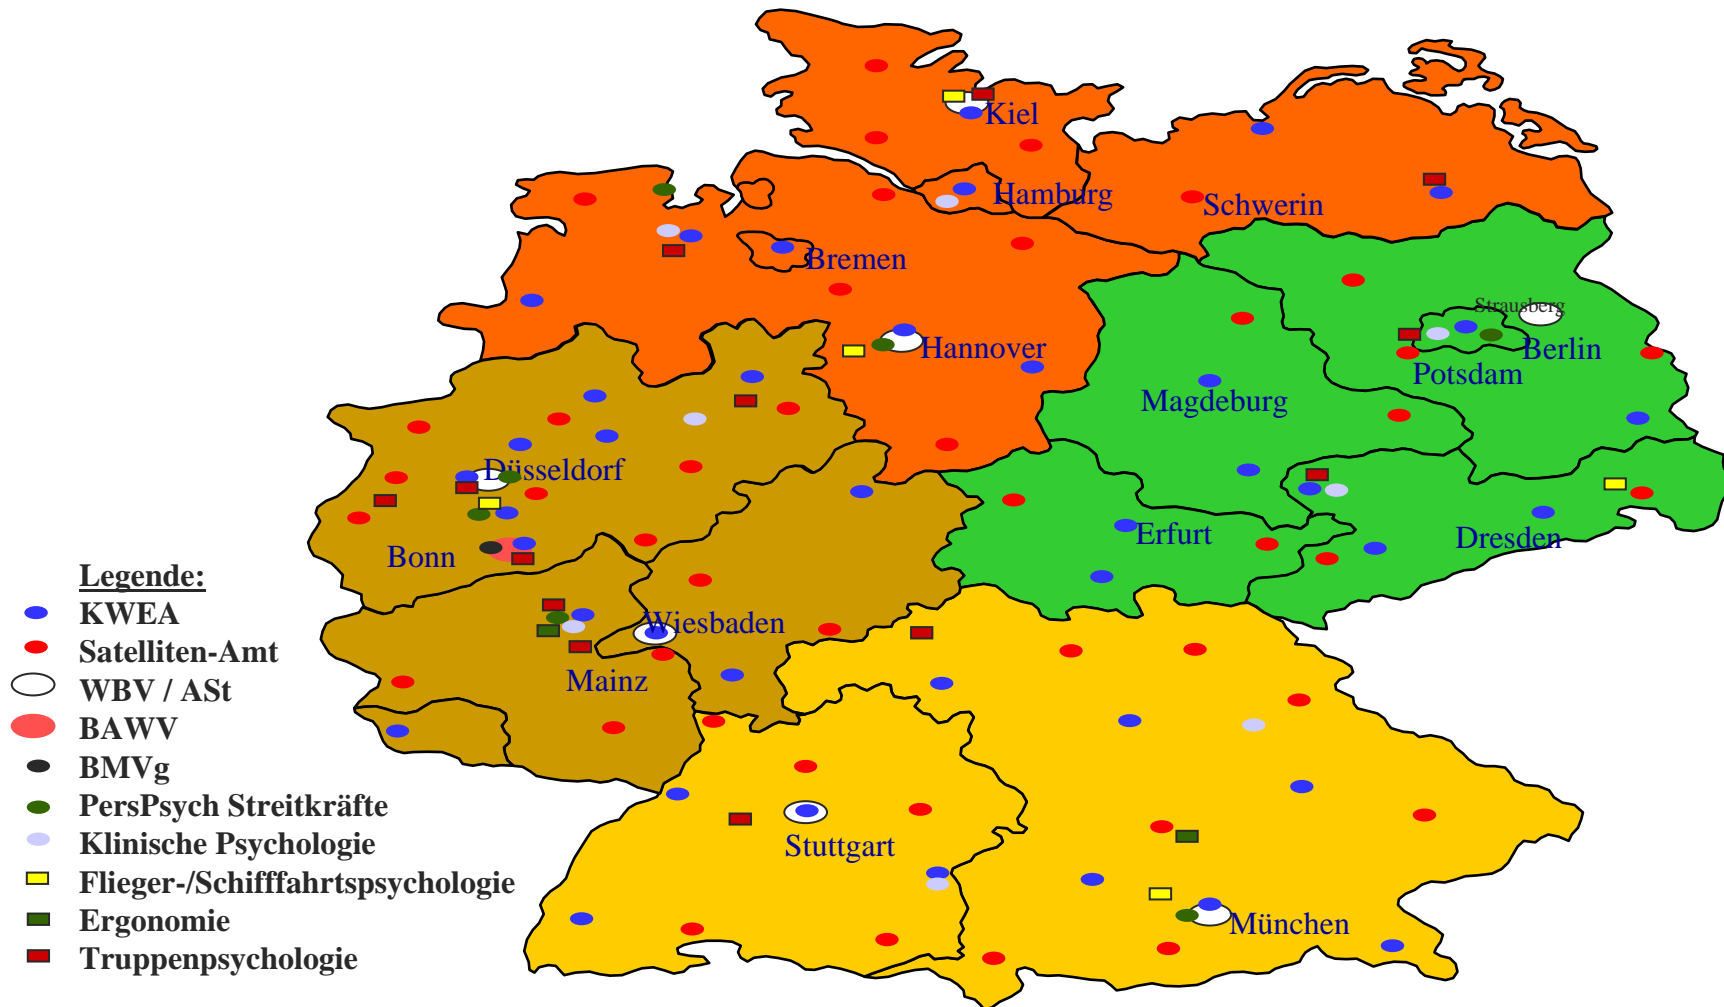 Kiel
Hamburg
Schwerin
Bremen
Strausberg
Hannover
Berlin
Potsdam
Magdeburg
Düsseldorf
Erfurt
Dresden
Bonn
Wiesbaden
Mainz
Stuttgart
München
Legende:
KWEA
Satelliten-Amt
WBV / ASt
BAWV
BMVg
PersPsych Streitkräfte
Klinische Psychologie
Flieger-/Schifffahrtspsychologie
Ergonomie
Truppenpsychologie